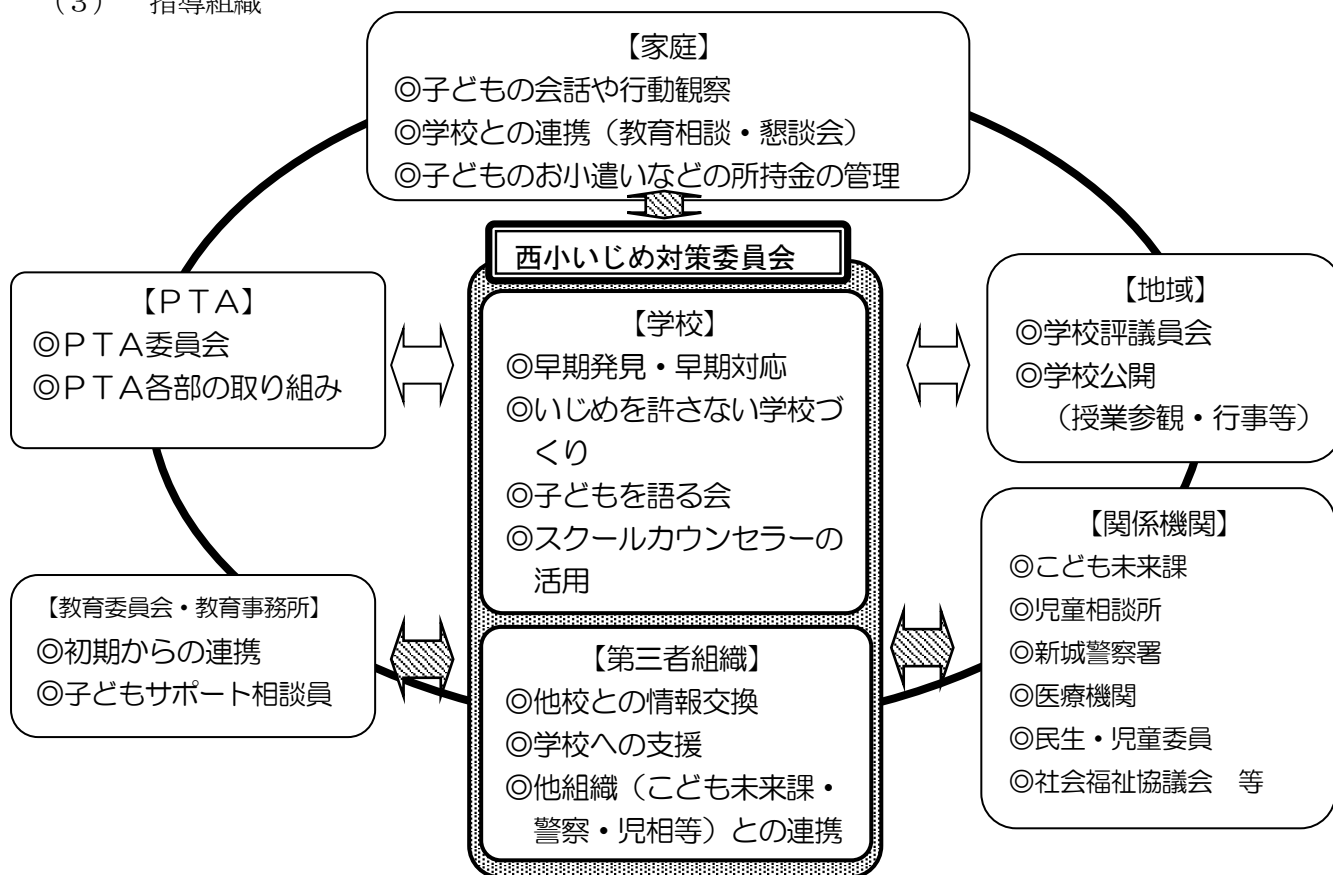 (3) 指導組織
【家庭】
◎子どもの会話や行動観察
◎学校との連携（教育相談・懇談会）
◎子どものお小遣いなどの所持金の管理
西小いじめ対策委員会
【ＰＴＡ】
◎ＰＴＡ委員会
◎ＰＴＡ各部の取り組み
【学校】
◎早期発見・早期対応
◎いじめを許さない学校づ
くり
◎子どもを語る会
◎スクールカウンセラーの
活用
【地域】
◎学校評議員会
◎学校公開
（授業参観・行事等）
【教育委員会・教育事務所】
◎初期からの連携
◎子どもサポート相談員
【第三者組織】
◎他校との情報交換
◎学校への支援
◎他組織（こども未来課・
警察・児相等）との連携
【関係機関】
◎こども未来課
◎児童相談所
◎新城警察署
◎医療機関
◎民生・児童委員
◎社会福祉協議会　等